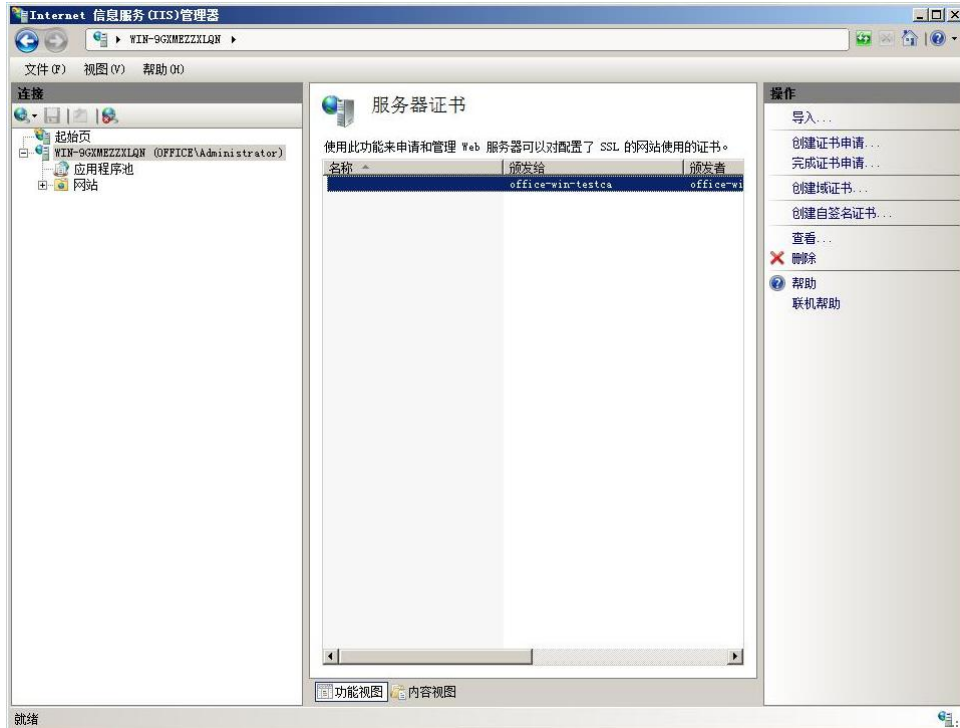 Internet 信息服务(IIS)管理器
WIN-9GXMEZZXLQN
文件(F) 视图(V) 帮助(H)
连接
起始页
WIN-9GXMEZZXLQN (OFFICE\Administrator)
应用程序池
网站
服务器证书
使用此功能来申请和管理 Web 服务器可以对配置了 SSL 的网站使用的证书。
名称 颁发给 颁发者
office-win-testca office-wi
功能视图 内容视图
操作
导入...
创建证书申请...
完成证书申请...
创建域证书...
创建自签名证书...
查看...
删除
帮助
联机帮助
就绪